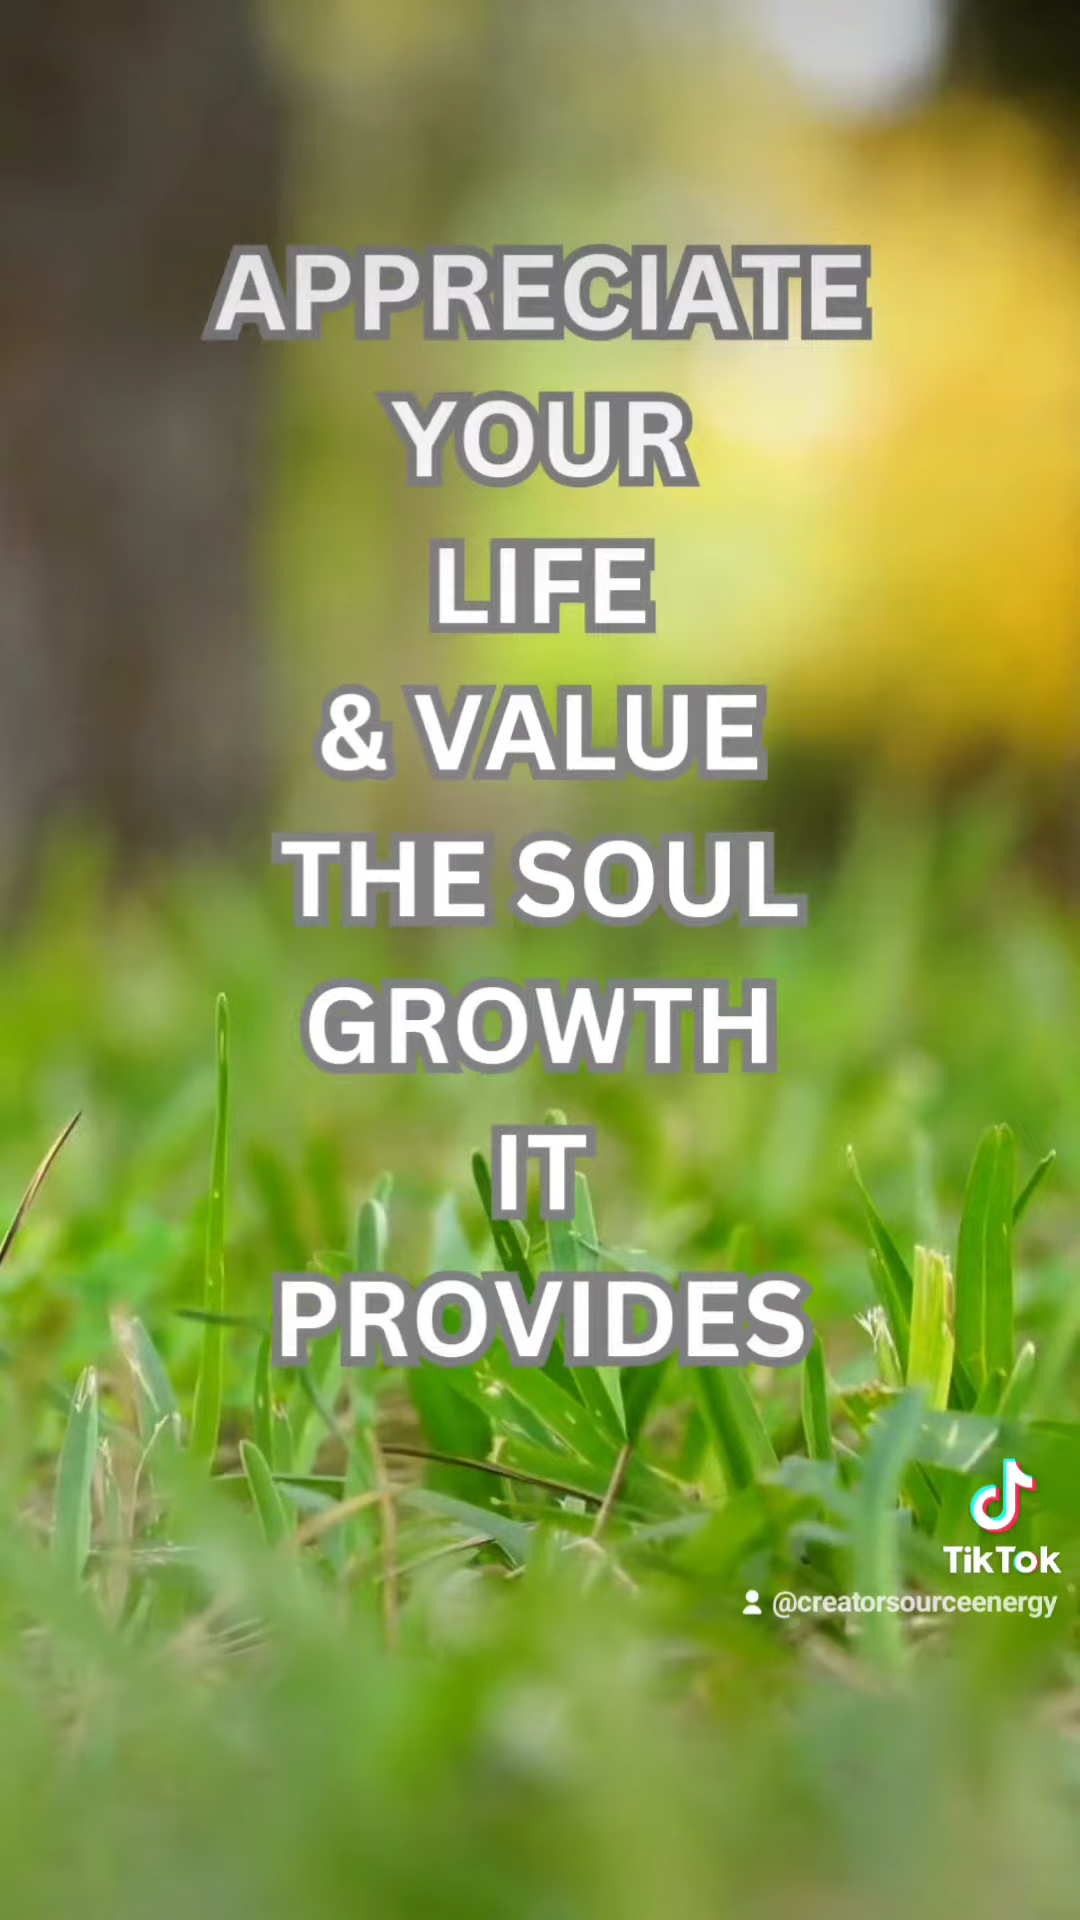 APPRECIATE
YOUR
LIFE
& VALUE
THE SOUL
GROWTH
IT
PROVIDES
TikTok
@creatorsourceenergy